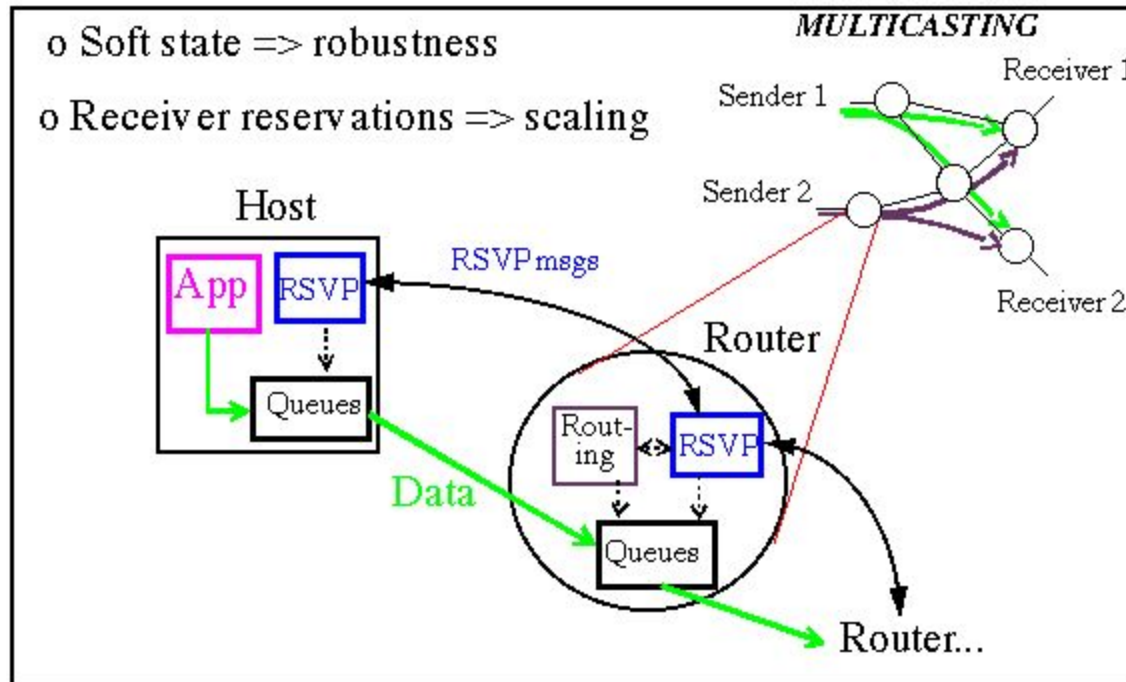 o Soft state => robustness
o Receiver reservations => scaling
MULTICASTING
Receiver 1
Sender 1
Sender 2
Receiver 2
Host
App
RSVP
RSVP msgs
Queues
Router
Rout-
ing
RSVP
Data
Queues
Router...